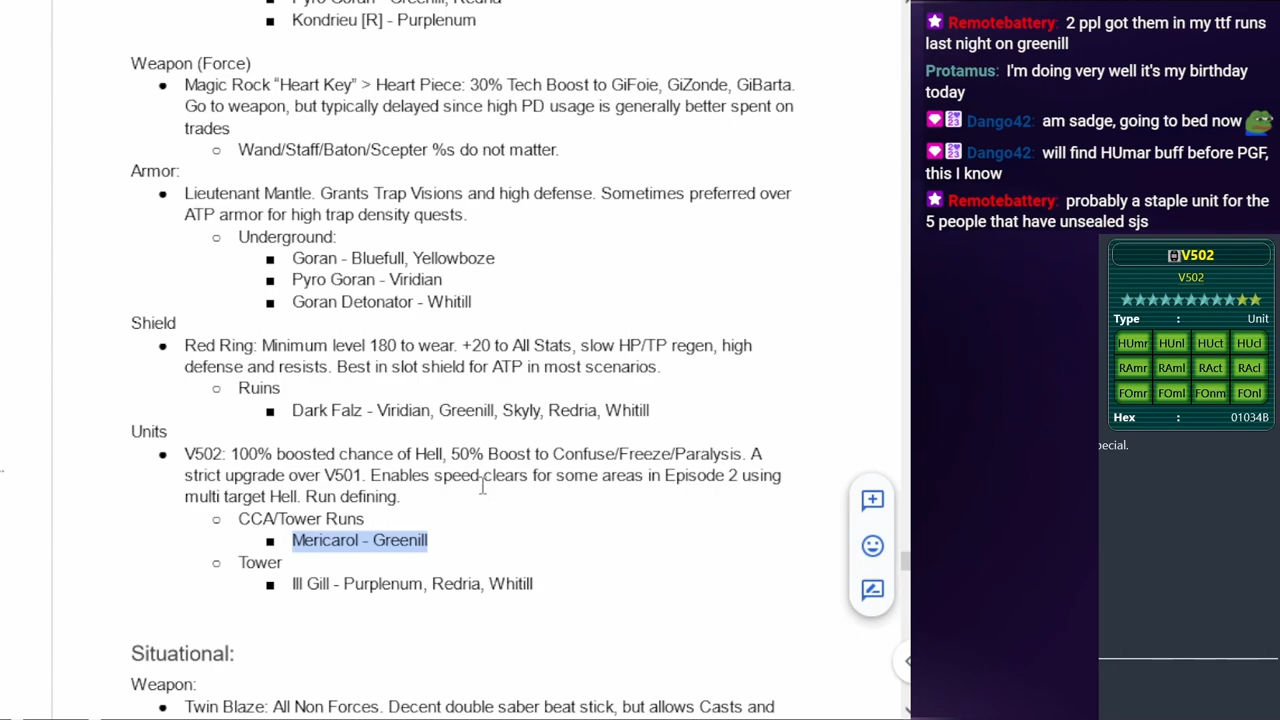 Pyro Goran - Greenill, Redria
Kondrieu [R] - Purplenum
Weapon (Force)
Magic Rock “Heart Key” > Heart Piece: 30% Tech Boost to GiFoie, GiZonde, GiBarta.
Go to weapon, but typically delayed since high PD usage is generally better spent on
trades
Wand/Staff/Baton/Scepter %s do not matter.
Armor:
Lieutenant Mantle. Grants Trap Visions and high defense. Sometimes preferred over
ATP armor for high trap density quests.
Underground:
Goran - Bluefull, Yellowboze
Pyro Goran - Viridian
Goran Detonator - Whitill
Shield
Red Ring: Minimum level 180 to wear. +20 to All Stats, slow HP/TP regen, high
defense and resists. Best in slot shield for ATP in most scenarios.
Ruins
Dark Falz - Viridian, Greenill, Skyly, Redria, Whitill
Units
V502: 100% boosted chance of Hell, 50% Boost to Confuse/Freeze/Paralysis. A
strict upgrade over V501. Enables speed-clears for some areas in Episode 2 using
multi target Hell. Run defining.
CCA/Tower Runs
Mericarol - Greenill
Tower
Ill Gill - Purplenum, Redria, Whitill
Situational:
Weapon:
Twin Blaze: All Non Forces. Decent double saber beat stick, but allows Casts and
Remotebattery: 2 ppl got them in my ttf runs
last night on greenill
Protamus: I'm doing very well it's my birthday
today
Dango42: am sadge, going to bed now
Dango42: will find HUmar buff before PGF,
this I know
Remotebattery: probably a staple unit for the
5 people that have unsealed sjs
V502
V502
Type : Unit
HUmr HUnl HUct HUcl
RAmr RAml RAct RAcl
FOmr FOml FOnm FOnl
Hex : 01034B
pecial.